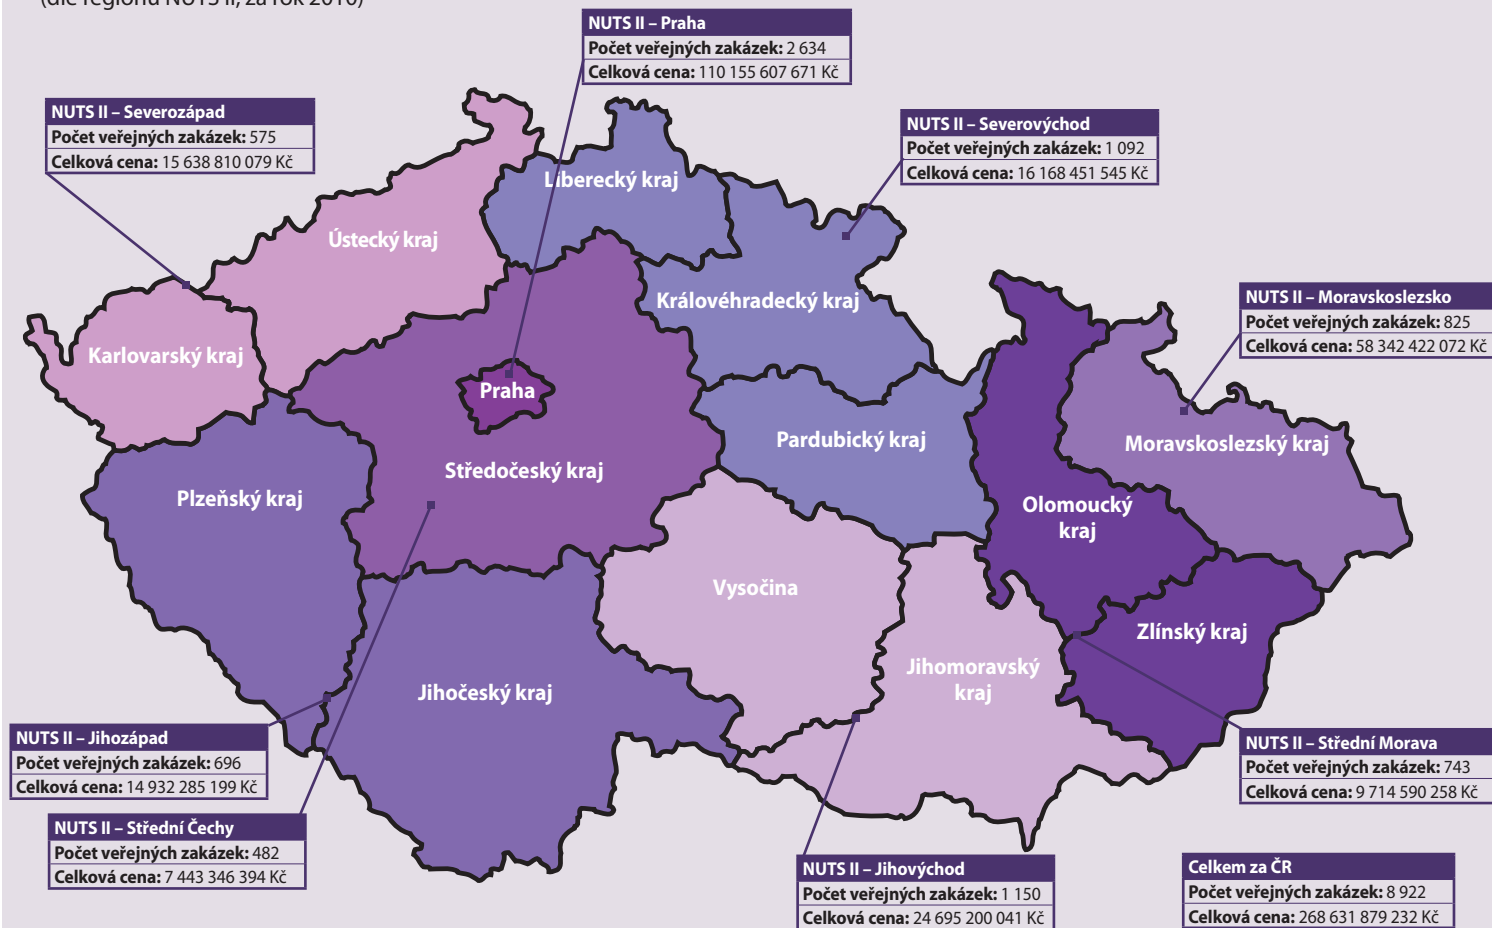 (dle regionů NUTS II, za rok 2010)
NUTS II – Praha
Počet veřejných zakázek: 2 634
Celková cena: 110 155 607 671 Kč
NUTS II – Severozápad
Počet veřejných zakázek: 575
Celková cena: 15 638 810 079 Kč
NUTS II – Severovýchod
Počet veřejných zakázek: 1 092
Celková cena: 16 168 451 545 Kč
Liberecký kraj
Ústecký kraj
Královéhradecký kraj
NUTS II – Moravskoslezsko
Počet veřejných zakázek: 825
Celková cena: 58 342 422 072 Kč
Karlovarský kraj
Praha
Pardubický kraj
Moravskoslezský kraj
Středočeský kraj
Plzeňský kraj
Olomoucký
kraj
Vysočina
Zlínský kraj
Jihomoravský
kraj
Jihočeský kraj
NUTS II – Jihozápad
Počet veřejných zakázek: 696
Celková cena: 14 932 285 199 Kč
NUTS II – Střední Morava
Počet veřejných zakázek: 743
Celková cena: 9 714 590 258 Kč
NUTS II – Střední Čechy
Počet veřejných zakázek: 482
Celková cena: 7 443 346 394 Kč
NUTS II – Jihovýchod
Počet veřejných zakázek: 1 150
Celková cena: 24 695 200 041 Kč
Celkem za ČR
Počet veřejných zakázek: 8 922
Celková cena: 268 631 879 232 Kč